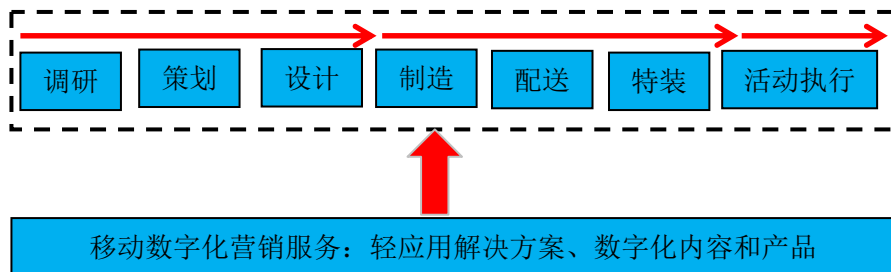 调研 策划 设计 制造 配送 特装 活动执行
移动数字化营销服务：轻应用解决方案、数字化内容和产品